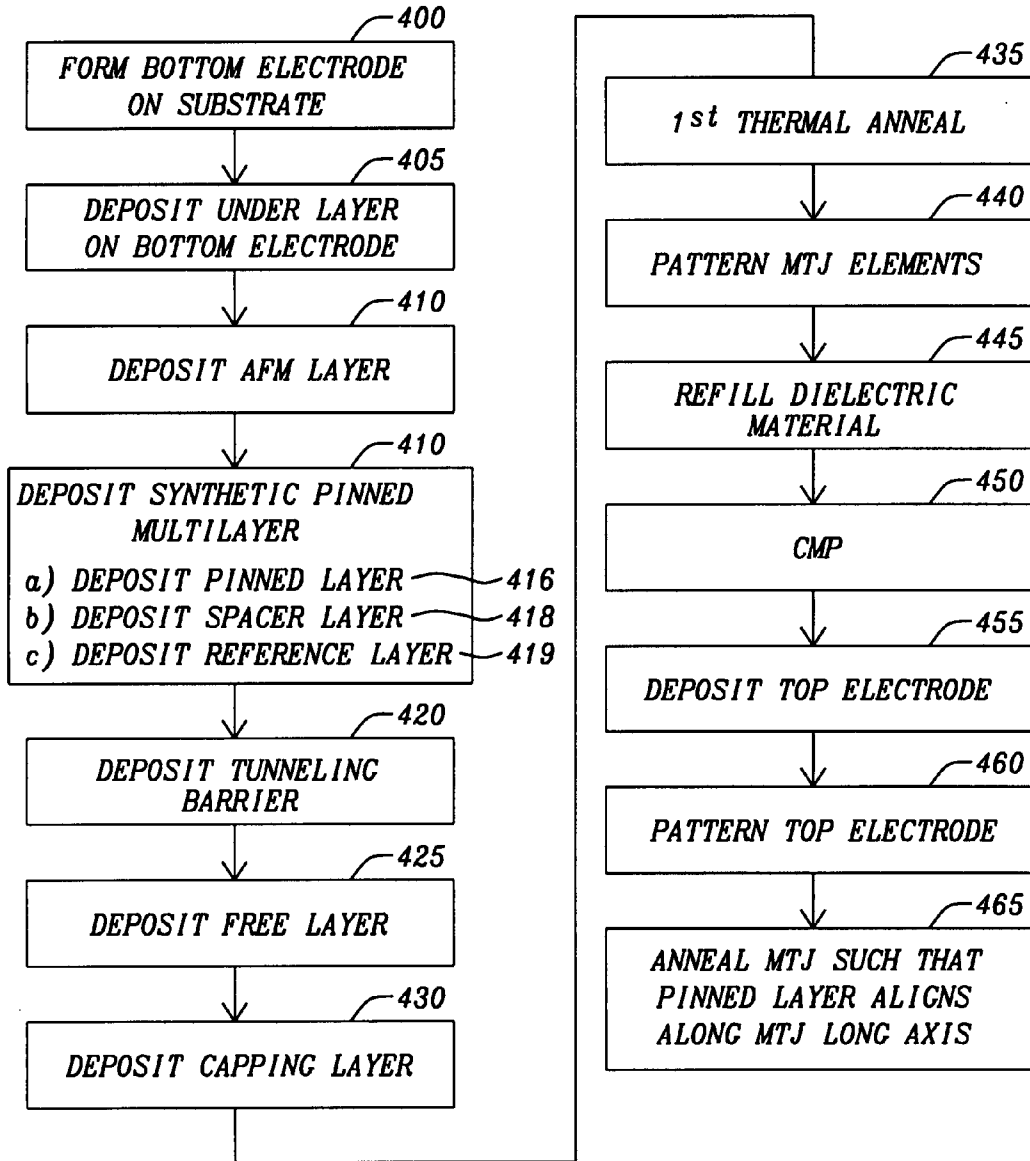 400
FORM BOTTOM ELECTRODE
ON SUBSTRATE
405
DEPOSIT UNDER LAYER
ON BOTTOM ELECTRODE
410
DEPOSIT AFM LAYER
410
DEPOSIT SYNTHETIC PINNED
MULTILAYER
a) DEPOSIT PINNED LAYER 416
b) DEPOSIT SPACER LAYER 418
c) DEPOSIT REFERENCE LAYER 419
420
DEPOSIT TUNNELING
BARRIER
425
DEPOSIT FREE LAYER
430
DEPOSIT CAPPING LAYER
435
1st THERMAL ANNEAL
440
PATTERN MTJ ELEMENTS
445
REFILL DIELECTRIC
MATERIAL
450
CMP
455
DEPOSIT TOP ELECTRODE
460
PATTERN TOP ELECTRODE
465
ANNEAL MTJ SUCH THAT
PINNED LAYER ALIGNS
ALONG MTJ LONG AXIS